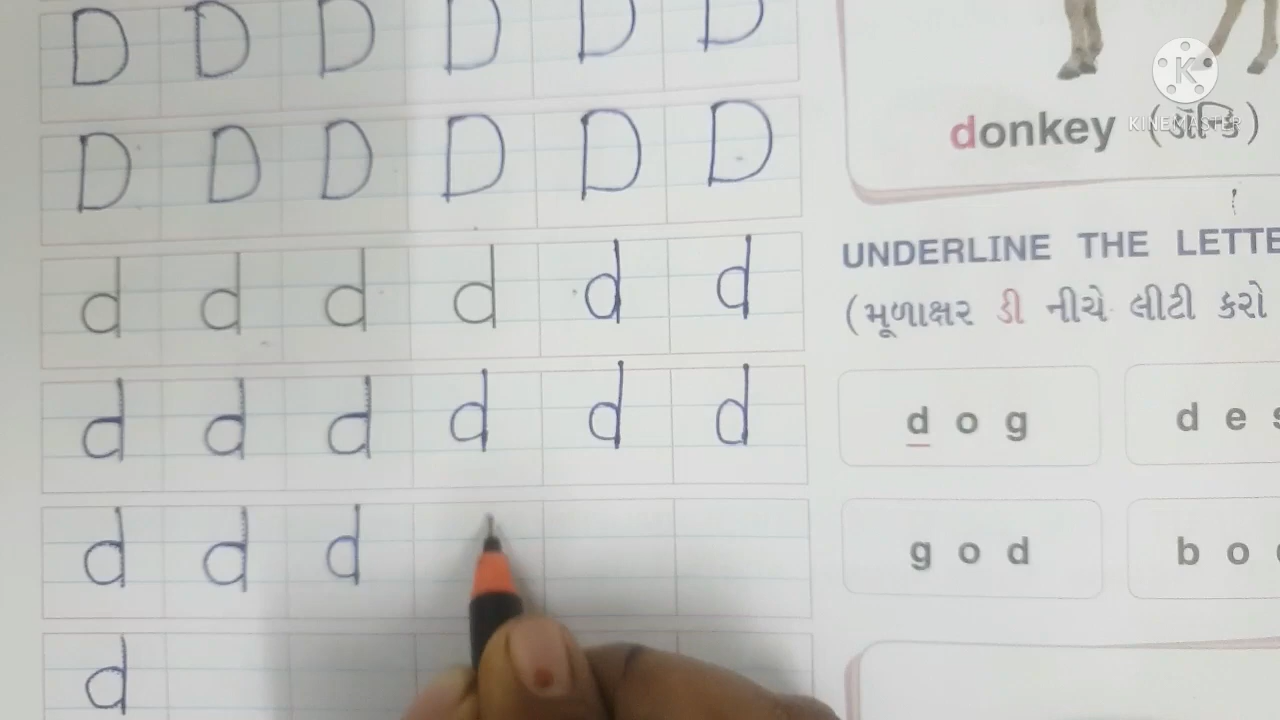 D D D D D D
D D D D D D
d d d d d d
d d d d d d
d d d
d
donkey (ડૉન્કિ)
KINEMASTER
UNDERLINE THE LETTE
(મૂળાક્ષર ડી નીચે લીટી કરો
d o g
d e s
g o d
b o